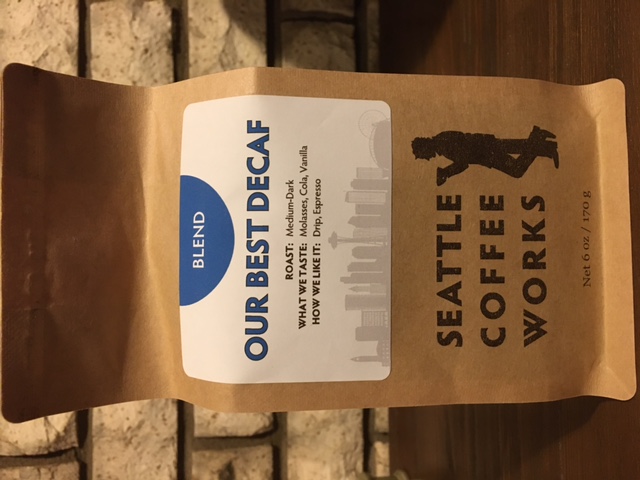 BLEND
OUR BEST DECAF
ROAST: Medium-Dark
WHAT WE TASTE: Molasses, Cola, Vanilla
HOW WE LIKE IT: Drip, Espresso
SEATTLE
COFFEE
WORKS
Net 6 oz / 170 g